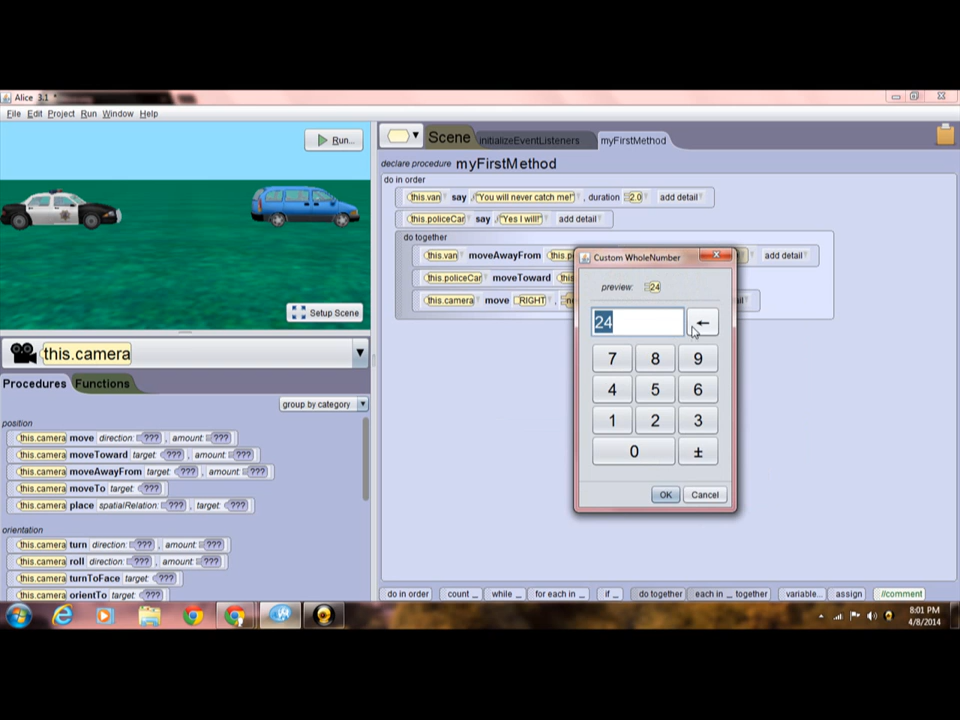 Alice 3.1 *
File Edit Project Run Window Help
Run...
Setup Scene
this.camera
Procedures Functions
group by category
position
this.camera move direction: ??? , amount: ???
this.camera moveToward target: ??? , amount: ???
this.camera moveAwayFrom target: ??? , amount: ???
this.camera moveTo target: ???
this.camera place spatialRelation: ??? , target: ???
orientation
this.camera turn direction: ??? , amount: ???
this.camera roll direction: ??? , amount: ???
this.camera turnToFace target: ???
this.camera orientTo target: ???
Scene initializeEventListeners myFirstMethod
declare procedure myFirstMethod
do in order
this.van say "You will never catch me!" , duration 2.0 add detail
this.policeCar say "Yes I will!" add detail
do together
this.van moveAwayFrom this.p add detail
this.policeCar moveToward this
this.camera move RIGHT ,
Custom WholeNumber
preview: 24
24 ←
7 8 9
4 5 6
1 2 3
0 ±
OK Cancel
do in order count _ while _ for each in _ if _ do together each in _ together variable... assign //comment
8:01 PM
4/8/2014